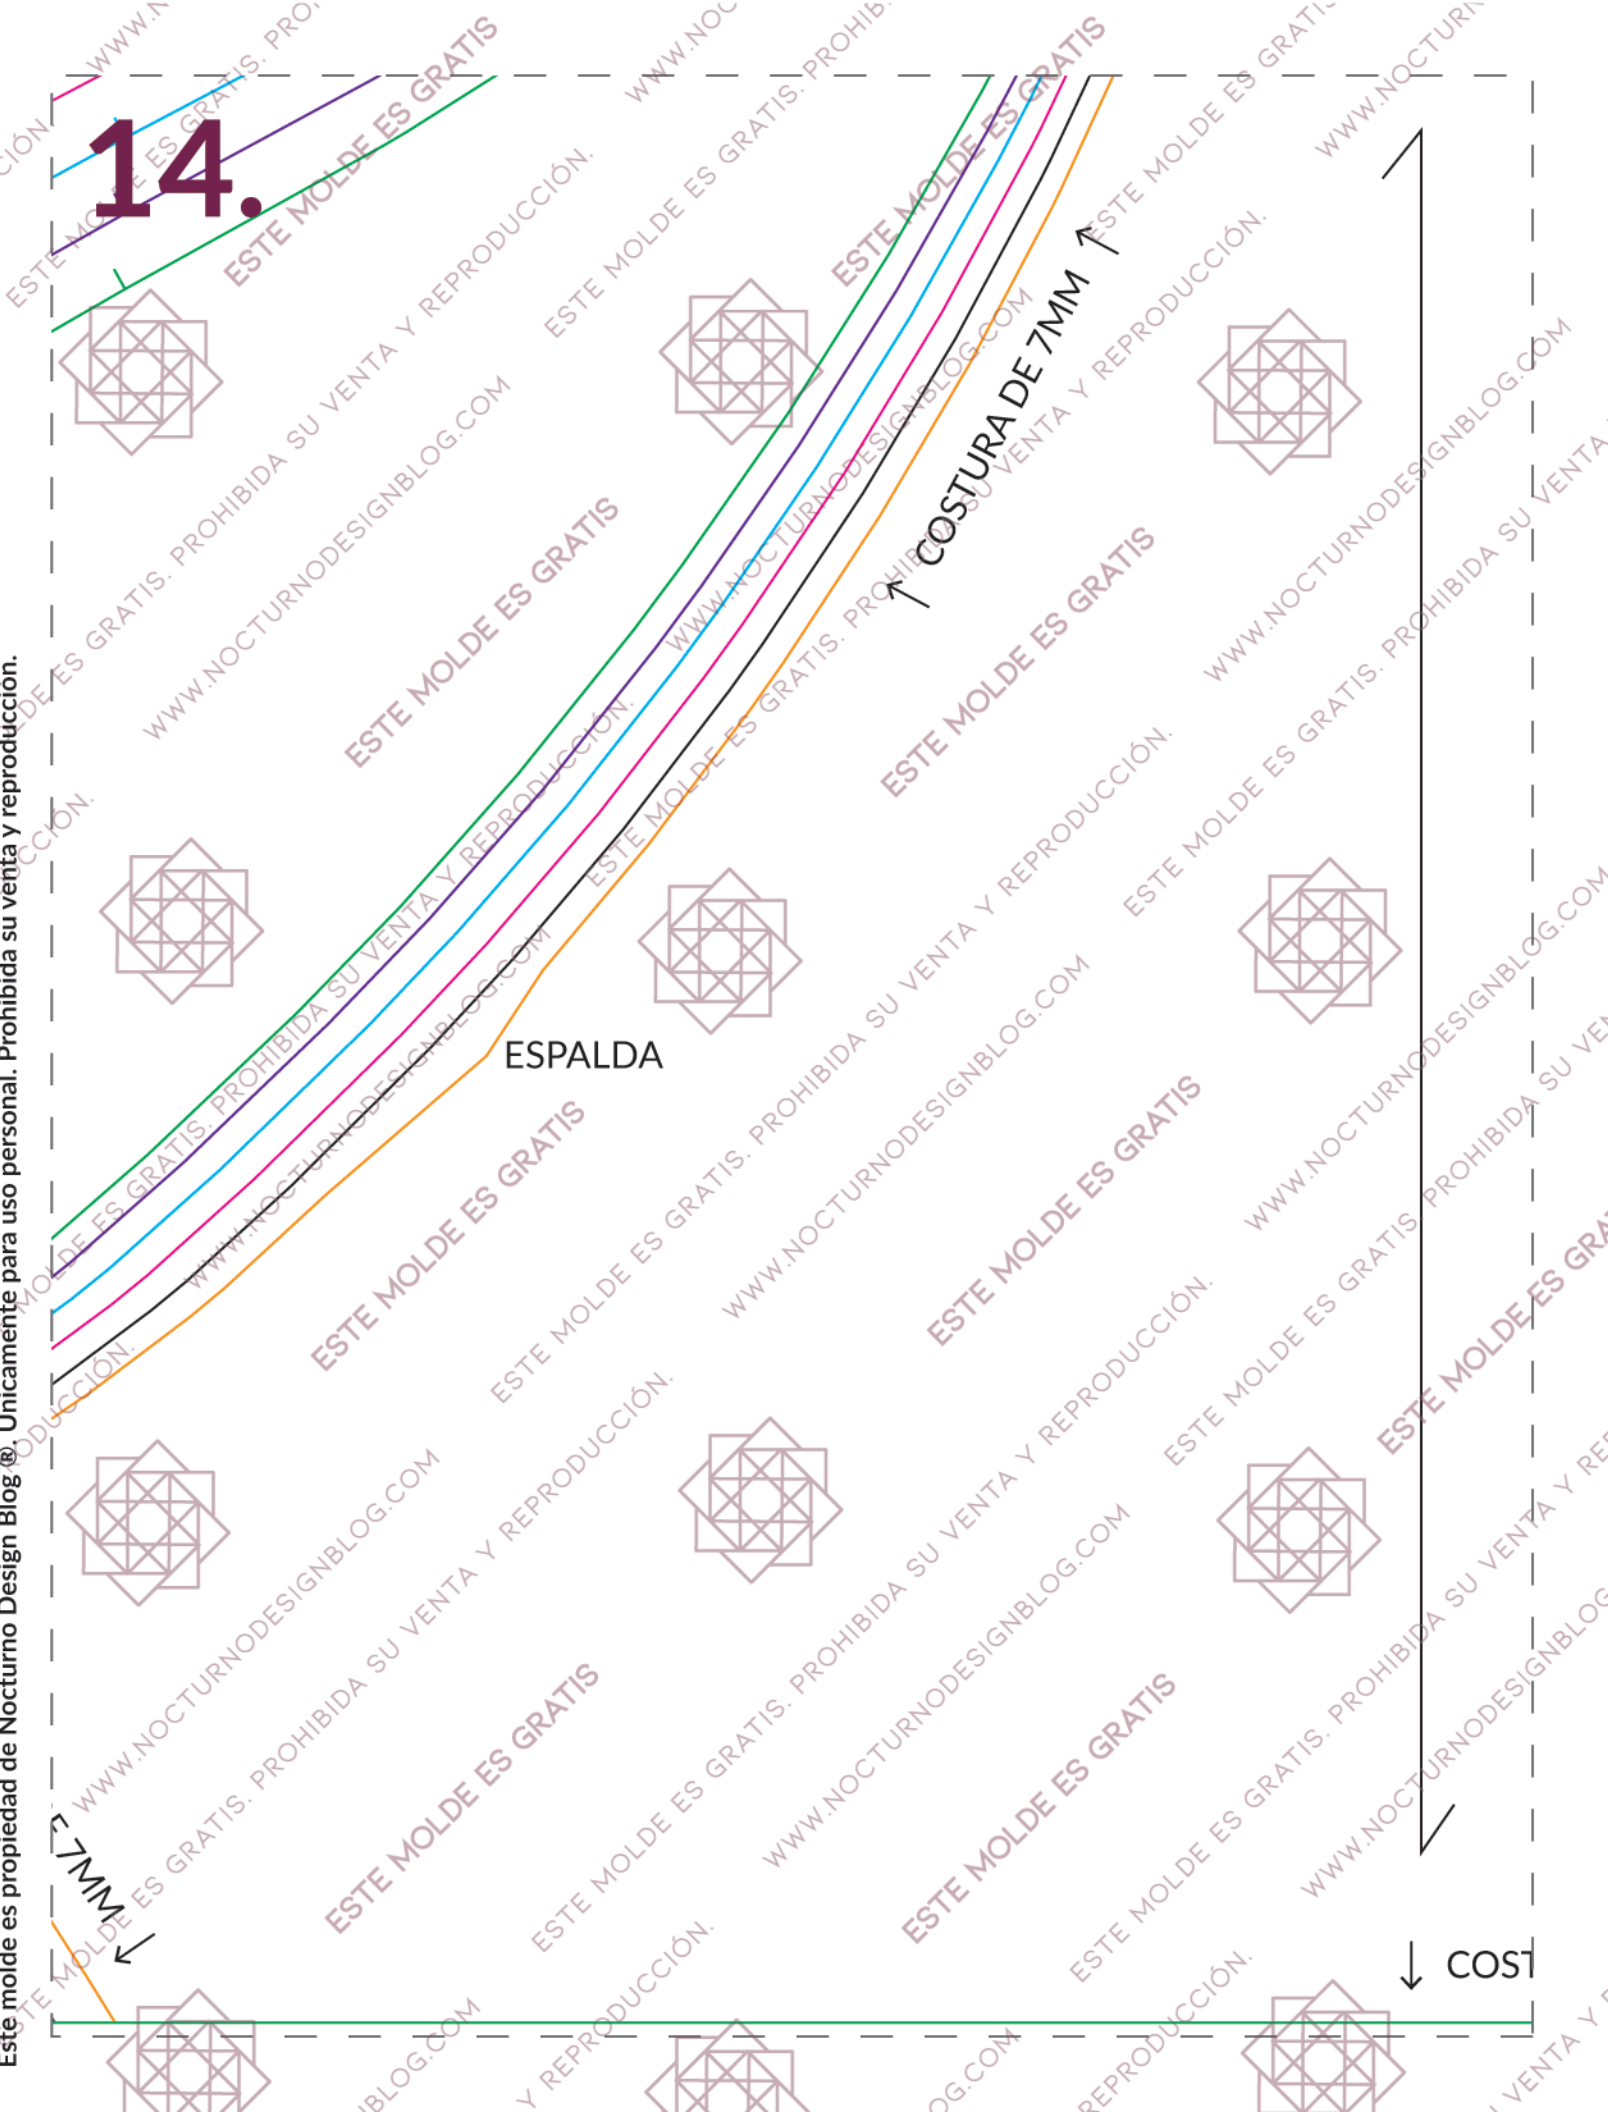 14.
COSTURA DE 7MM
ESPALDA
7MM
COST
Este molde es propiedad de Nocturno Design Blog ®. Unicamente para uso personal. Prohibida su venta y reproducción.
ESTE MOLDE ES GRATIS
ESTE MOLDE ES GRATIS. PROHIBIDA SU VENTA Y REPRODUCCIÓN.
WWW.NOCTURNODESIGNBLOG.COM